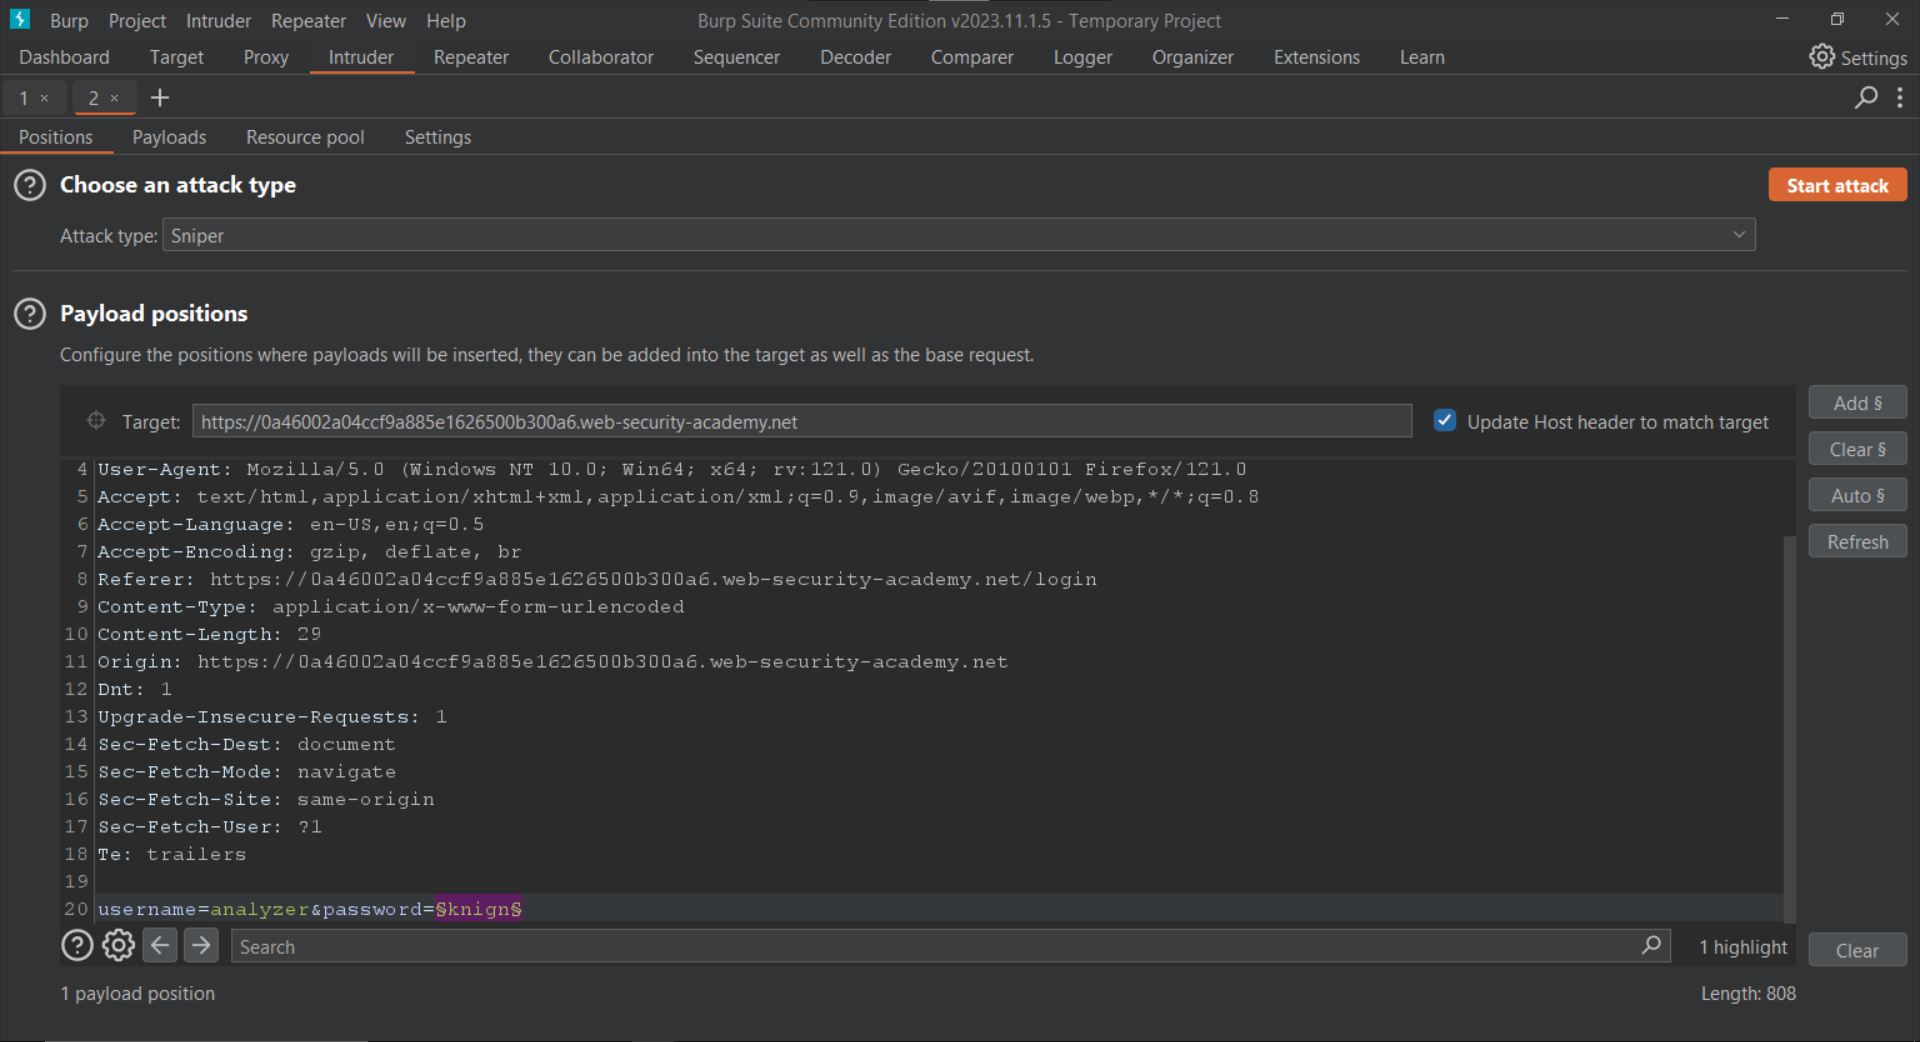 Burp Project Intruder Repeater View Help Burp Suite Community Edition v2023.11.1.5 - Temporary Project
Dashboard Target Proxy Intruder Repeater Collaborator Sequencer Decoder Comparer Logger Organizer Extensions Learn Settings
1 × 2 × +
Positions Payloads Resource pool Settings
? Choose an attack type Start attack
Attack type: Sniper
? Payload positions
Configure the positions where payloads will be inserted, they can be added into the target as well as the base request.
Target: https://0a46002a04ccf9a885e1626500b300a6.web-security-academy.net Update Host header to match target
Add §
Clear §
Auto §
Refresh
4 User-Agent: Mozilla/5.0 (Windows NT 10.0; Win64; x64; rv:121.0) Gecko/20100101 Firefox/121.0
5 Accept: text/html,application/xhtml+xml,application/xml;q=0.9,image/avif,image/webp,*/*;q=0.8
6 Accept-Language: en-US,en;q=0.5
7 Accept-Encoding: gzip, deflate, br
8 Referer: https://0a46002a04ccf9a885e1626500b300a6.web-security-academy.net/login
9 Content-Type: application/x-www-form-urlencoded
10 Content-Length: 29
11 Origin: https://0a46002a04ccf9a885e1626500b300a6.web-security-academy.net
12 Dnt: 1
13 Upgrade-Insecure-Requests: 1
14 Sec-Fetch-Dest: document
15 Sec-Fetch-Mode: navigate
16 Sec-Fetch-Site: same-origin
17 Sec-Fetch-User: ?1
18 Te: trailers
19
20 username=analyzer&password=§knign§
? Search 1 highlight Clear
1 payload position Length: 808